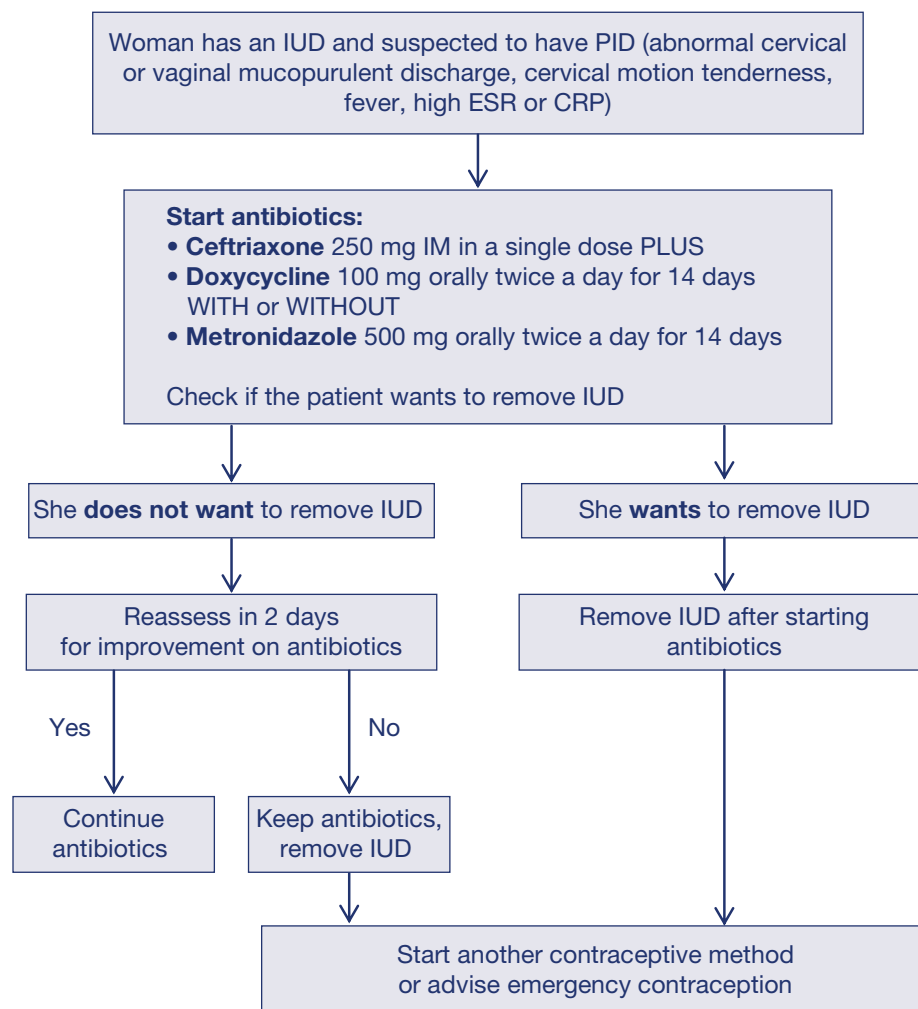 Woman has an IUD and suspected to have PID (abnormal cervical
or vaginal mucopurulent discharge, cervical motion tenderness,
fever, high ESR or CRP)
Start antibiotics:
• Ceftriaxone 250 mg IM in a single dose PLUS
• Doxycycline 100 mg orally twice a day for 14 days
WITH or WITHOUT
• Metronidazole 500 mg orally twice a day for 14 days
Check if the patient wants to remove IUD
She does not want to remove IUD
She wants to remove IUD
Reassess in 2 days
for improvement on antibiotics
Remove IUD after starting
antibiotics
Yes
No
Continue
antibiotics
Keep antibiotics,
remove IUD
Start another contraceptive method
or advise emergency contraception